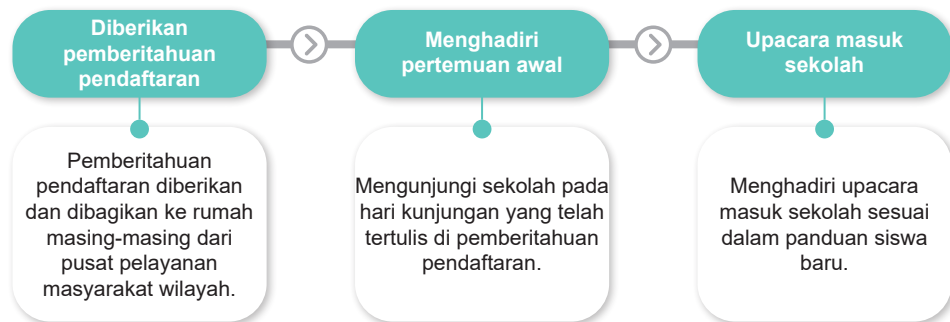 Diberikan
pemberitahuan
pendaftaran
Pemberitahuan
pendaftaran diberikan
dan dibagikan ke rumah
masing-masing dari
pusat pelayanan
masyarakat wilayah.
Menghadiri
pertemuan awal
Mengunjungi sekolah pada
hari kunjungan yang telah
tertulis di pemberitahuan
pendaftaran.
Upacara masuk
sekolah
Menghadiri upacara
masuk sekolah sesuai
dalam panduan siswa
baru.